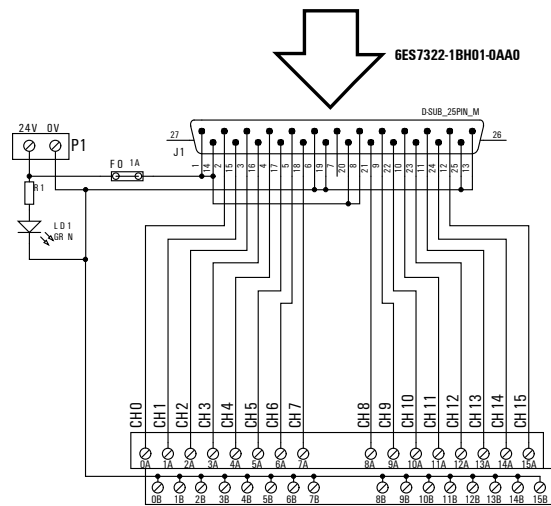 6ES7322-1BH01-0AA0
D-SUB_25PIN_M
24V 0V
P1
27
26
J1
F0 1A
R1
LD1
GRN
1 14 2 15 3 16 4 17 5 18 6 19 7 20 8 21 9 22 10 23 11 24 12 25 13
CH0 CH1 CH2 CH3 CH4 CH5 CH6 CH7 CH8 CH9 CH10 CH11 CH12 CH13 CH14 CH15
0A 1A 2A 3A 4A 5A 6A 7A 8A 9A 10A 11A 12A 13A 14A 15A
0B 1B 2B 3B 4B 5B 6B 7B 8B 9B 10B 11B 12B 13B 14B 15B